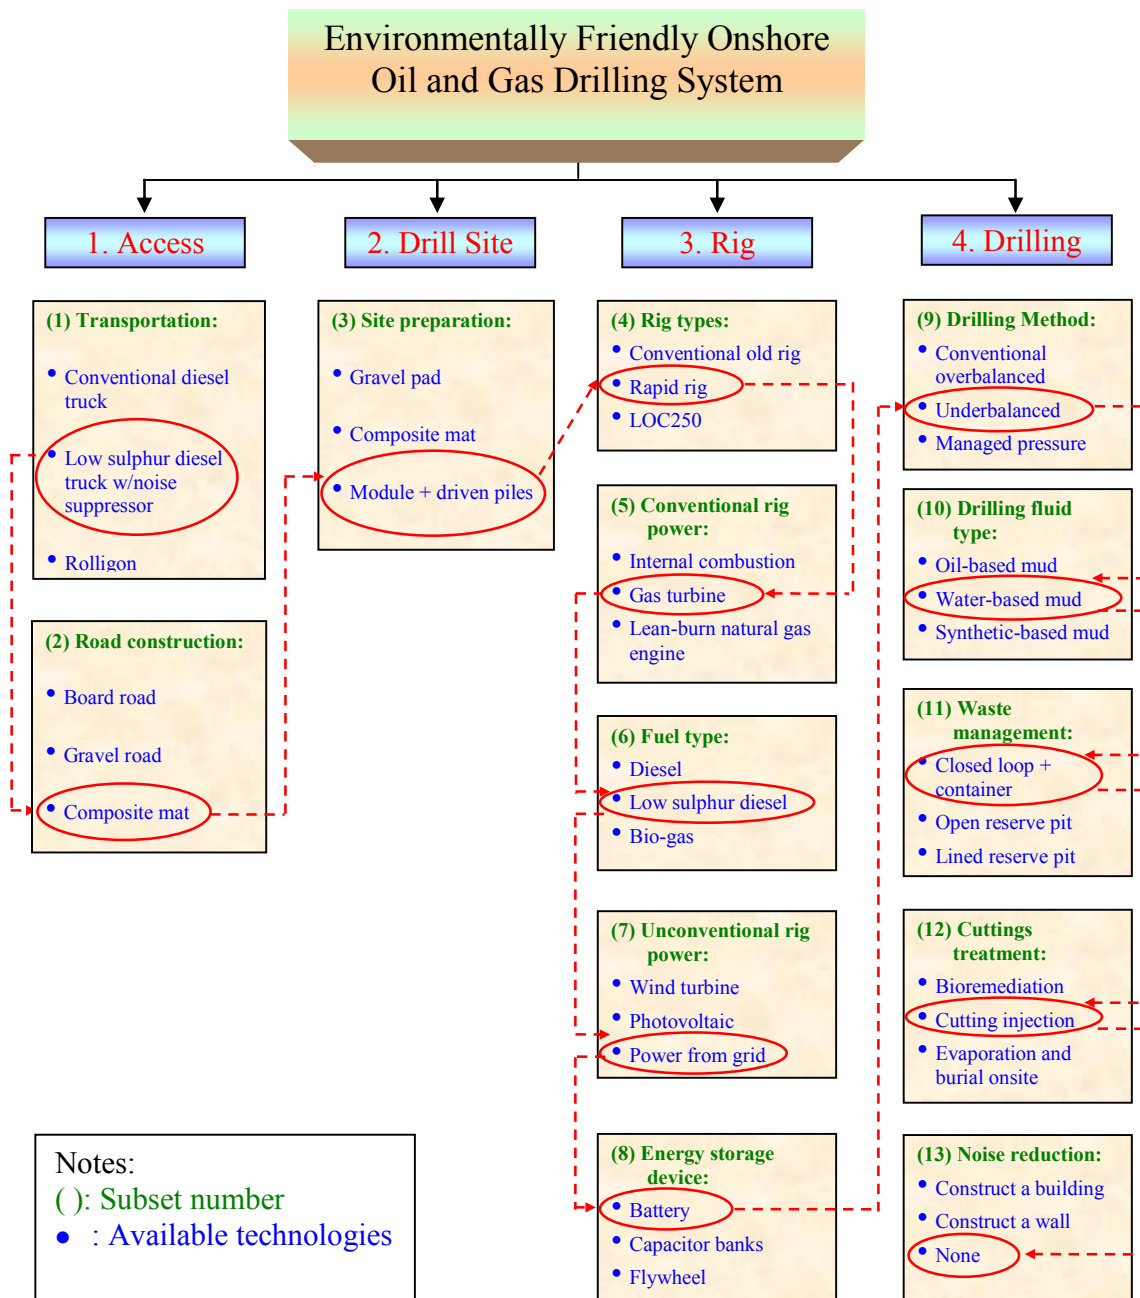 Environmentally Friendly Onshore
Oil and Gas Drilling System
1. Access
2. Drill Site
3. Rig
4. Drilling
(1) Transportation:
• Conventional diesel
truck
• Low sulphur diesel
truck w/noise
suppressor
• Rolligon
(2) Road construction:
• Board road
• Gravel road
• Composite mat
(3) Site preparation:
• Gravel pad
• Composite mat
• Module + driven piles
(4) Rig types:
• Conventional old rig
• Rapid rig
• LOC250
(5) Conventional rig
power:
• Internal combustion
• Gas turbine
• Lean-burn natural gas
engine
(6) Fuel type:
• Diesel
• Low sulphur diesel
• Bio-gas
(7) Unconventional rig
power:
• Wind turbine
• Photovoltaic
• Power from grid
(8) Energy storage
device:
• Battery
• Capacitor banks
• Flywheel
(9) Drilling Method:
• Conventional
overbalanced
• Underbalanced
• Managed pressure
(10) Drilling fluid
type:
• Oil-based mud
• Water-based mud
• Synthetic-based mud
(11) Waste
management:
• Closed loop +
container
• Open reserve pit
• Lined reserve pit
(12) Cuttings
treatment:
• Bioremediation
• Cutting injection
• Evaporation and
burial onsite
(13) Noise reduction:
• Construct a building
• Construct a wall
• None
Notes:
( ): Subset number
• : Available technologies